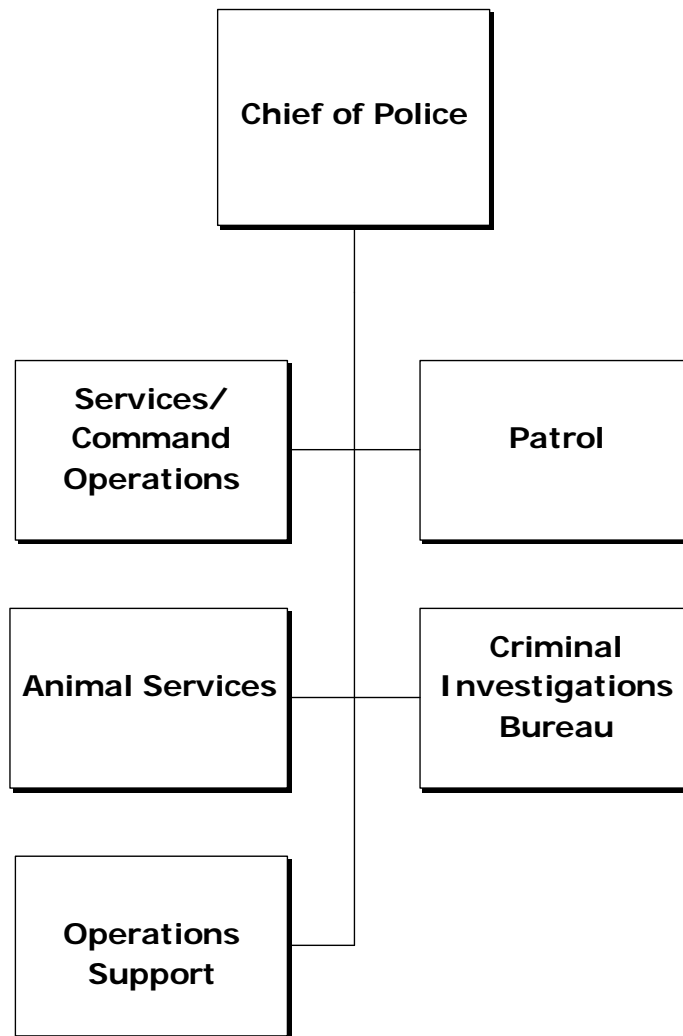 Chief of Police
Services/
Command
Operations
Patrol
Animal Services
Criminal
Investigations
Bureau
Operations
Support